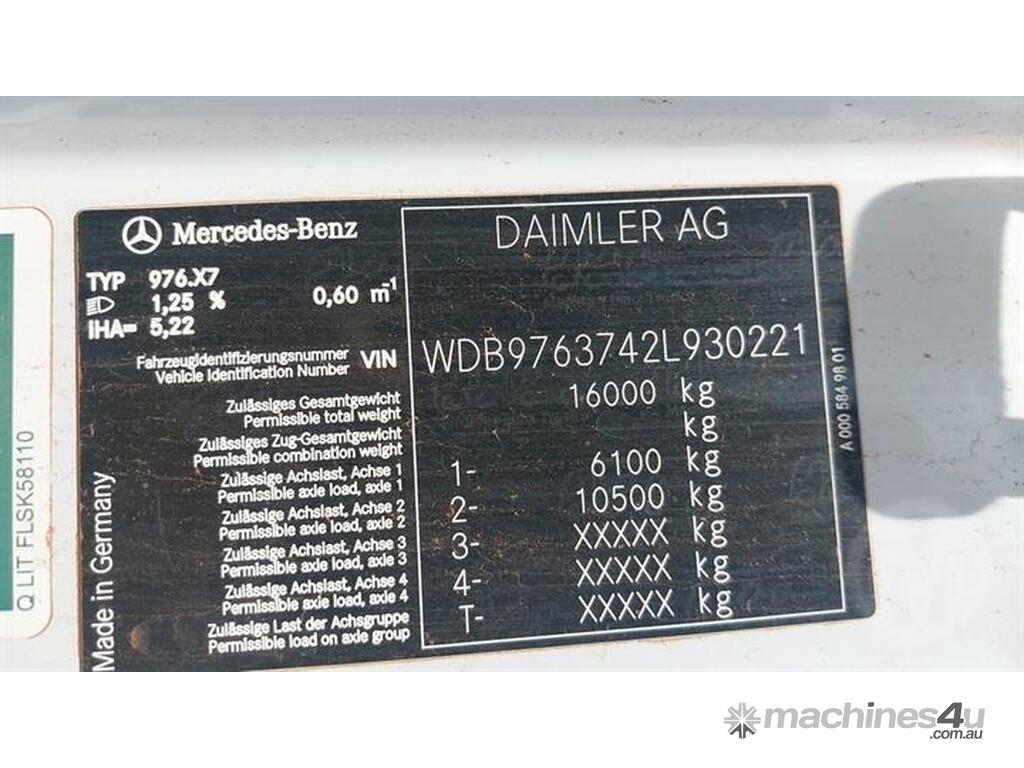 Mercedes-Benz
TYP 976.X7
1,25 % 0,60 m⁻¹
IHA= 5,22
DAIMLER AG
Fahrzeugidentifizierungsnummer
Vehicle Identification Number VIN WDB9763742L930221
Zulässiges Gesamtgewicht
Permissible total weight 16000 kg
Zulässiges Zug-Gesamtgewicht
Permissible combination weight kg
Zulässige Achslast, Achse 1
Permissible axle load, axle 1 1- 6100 kg
Zulässige Achslast, Achse 2
Permissible axle load, axle 2 2- 10500 kg
Zulässige Achslast, Achse 3
Permissible axle load, axle 3 3- XXXXX kg
Zulässige Achslast, Achse 4
Permissible axle load, axle 4 4- XXXXX kg
Zulässige Last der Achsgruppe
Permissible load on axle group T- XXXXX kg
Made in Germany
A 000 584 98 01
Q LIT FLSK58110
machines4u
.com.au